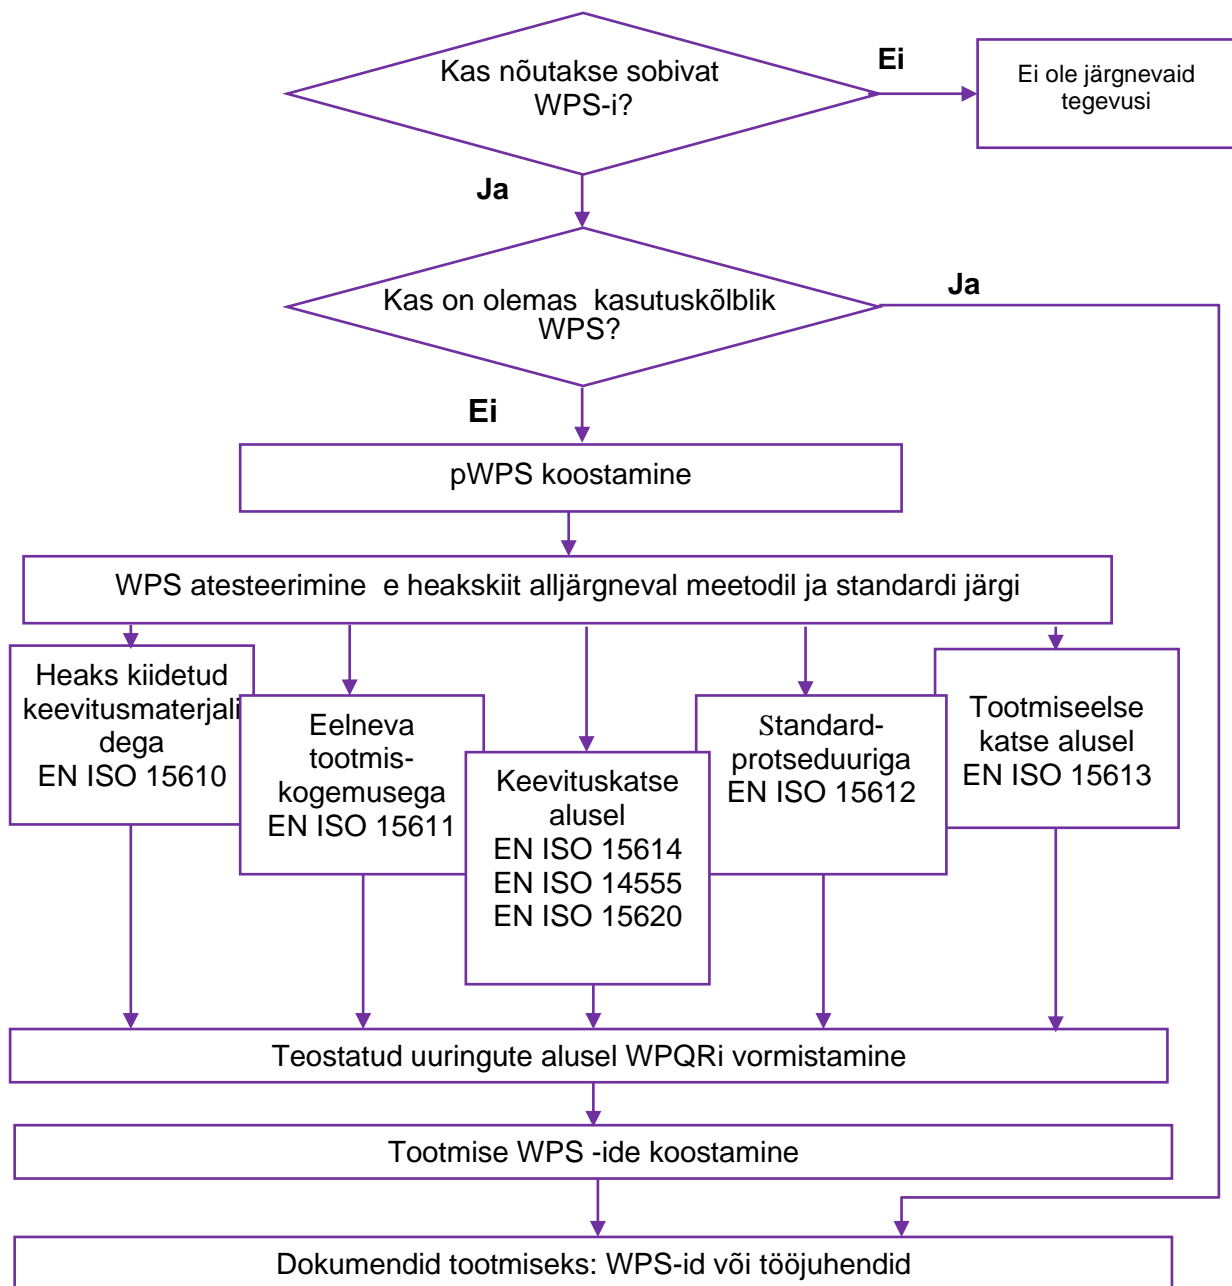 Kas nõutakse sobivat
WPS-i?
Ei
Ei ole järgnevaid
tegevusi
Ja
Kas on olemas kasutuskõlblik
WPS?
Ja
Ei
pWPS koostamine
WPS atesteerimine e heakskiit alljärgneval meetodil ja standardi järgi
Heaks kiidetud
keevitusmaterjali
dega
EN ISO 15610
Eelneva
tootmis-
kogemusega
EN ISO 15611
Keevituskatse
alusel
EN ISO 15614
EN ISO 14555
EN ISO 15620
Standard-
protseduuriga
EN ISO 15612
Tootmiseelse
katse alusel
EN ISO 15613
Teostatud uuringute alusel WPQRi vormistamine
Tootmise WPS -ide koostamine
Dokumendid tootmiseks: WPS-id või tööjuhendid